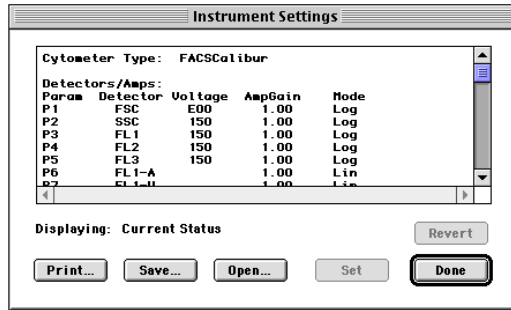 Instrument Settings
Cytometer Type: FACSCalibur
Detectors/Amps:
Param Detector Voltage AmpGain Mode
P1 FSC E00 1.00 Log
P2 SSC 150 1.00 Log
P3 FL1 150 1.00 Log
P4 FL2 150 1.00 Log
P5 FL3 150 1.00 Log
P6 FL1-A 1.00 Lin
Displaying: Current Status
Revert
Print... Save... Open... Set Done